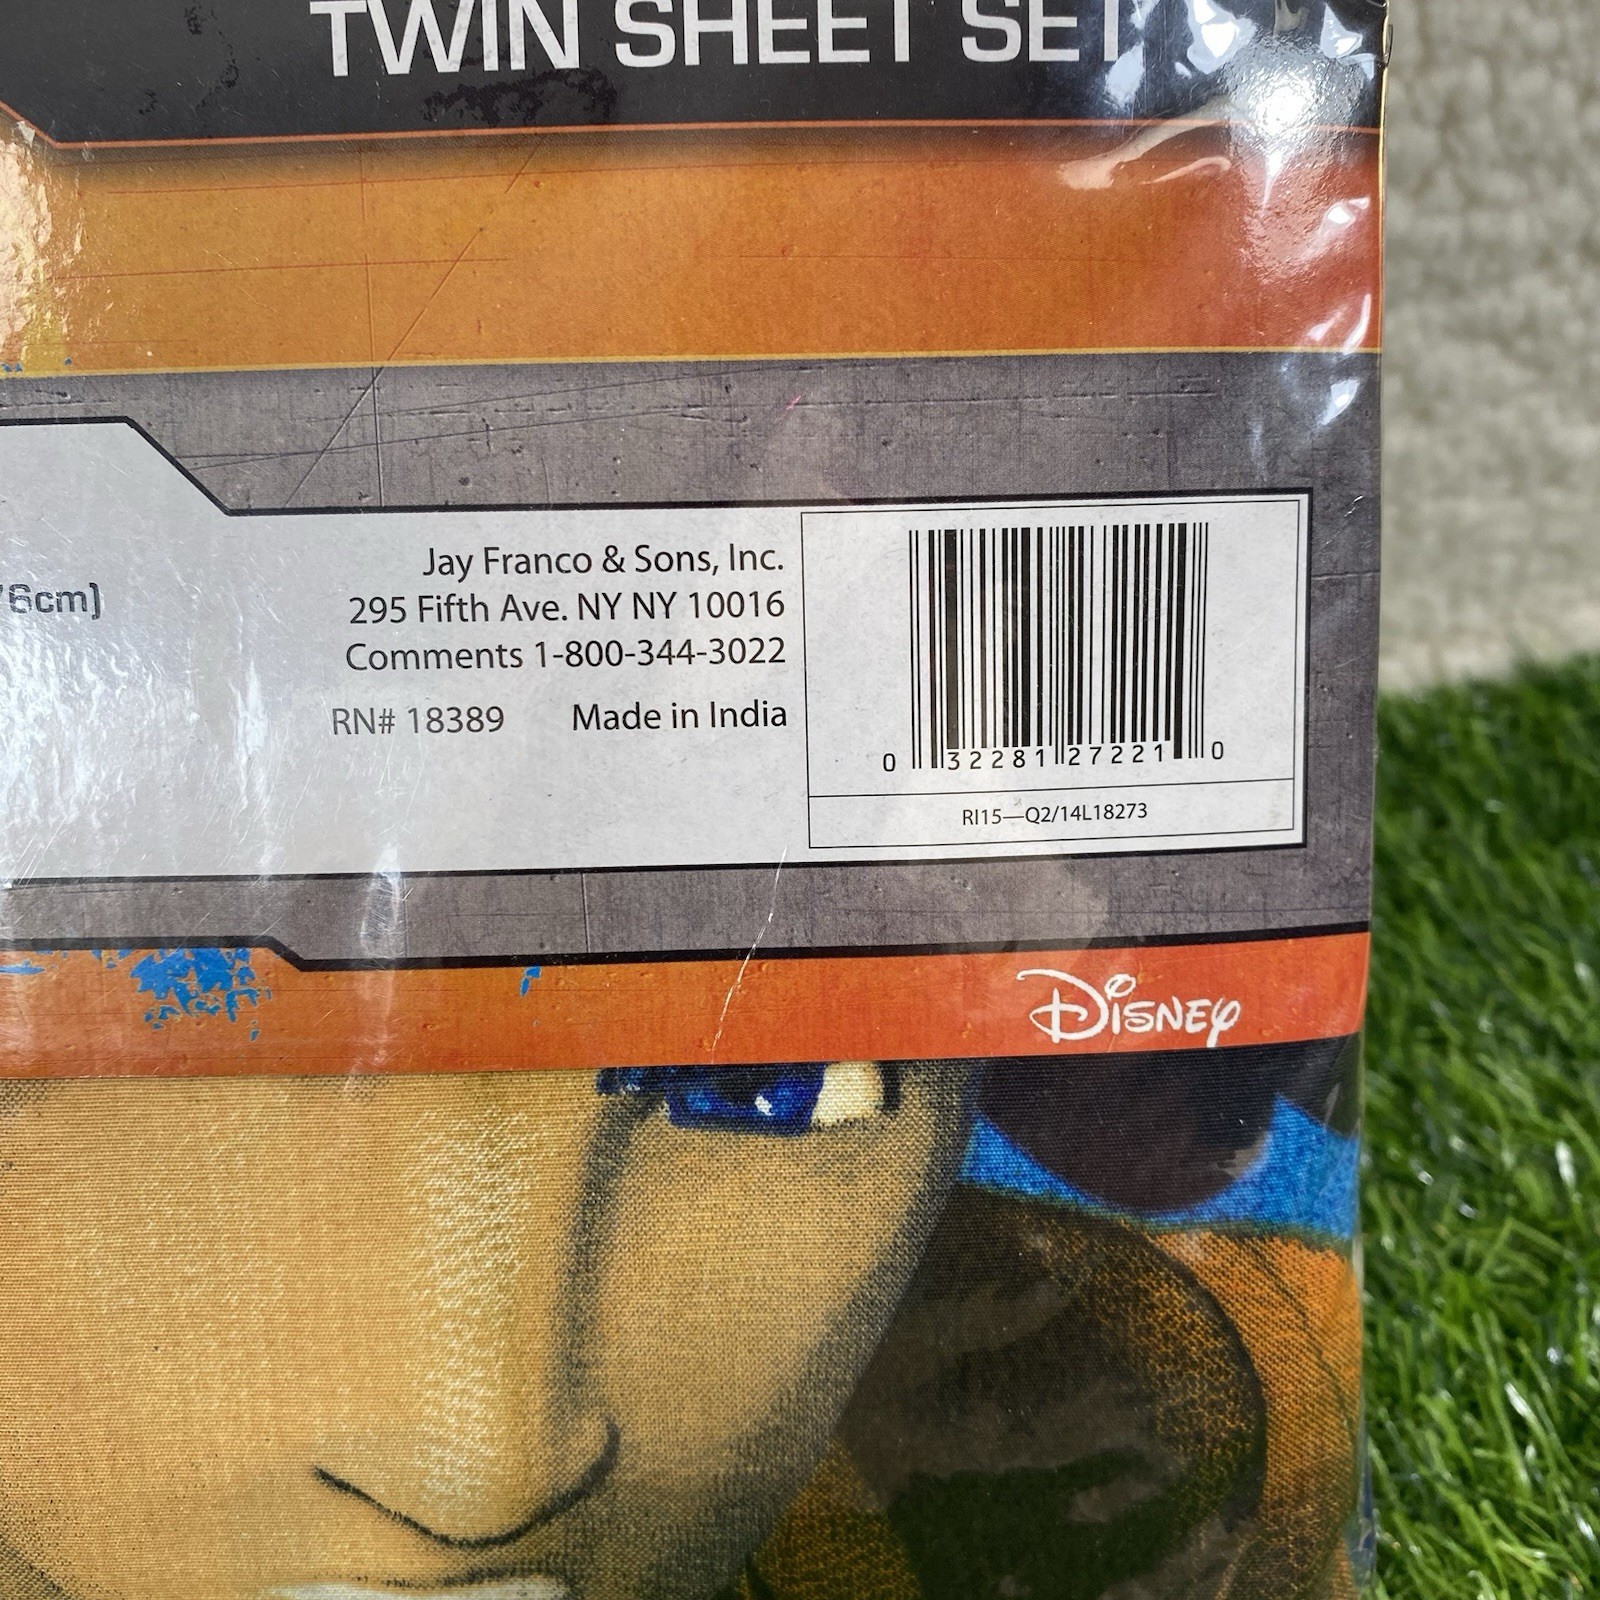 TWIN SHEET SET
6cm)
Jay Franco & Sons, Inc.
295 Fifth Ave. NY NY 10016
Comments 1-800-344-3022
RN# 18389 Made in India
0 32281 27221 0
RI15—Q2/14L18273
Disney